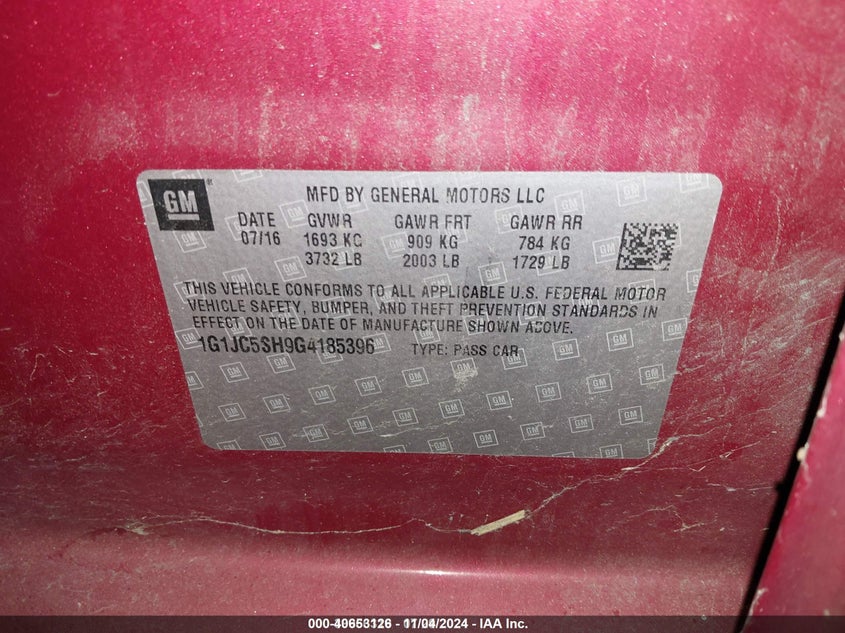 GM
MFD BY GENERAL MOTORS LLC
DATE GVWR GAWR FRT GAWR RR
07/16 1693 KG 909 KG 784 KG
3732 LB 2003 LB 1729 LB
THIS VEHICLE CONFORMS TO ALL APPLICABLE U.S. FEDERAL MOTOR
VEHICLE SAFETY, BUMPER, AND THEFT PREVENTION STANDARDS IN
EFFECT ON THE DATE OF MANUFACTURE SHOWN ABOVE.
1G1JC5SH9G4185396 TYPE: PASS CAR
000-40653126 - 11/04/2024 - IAA Inc.